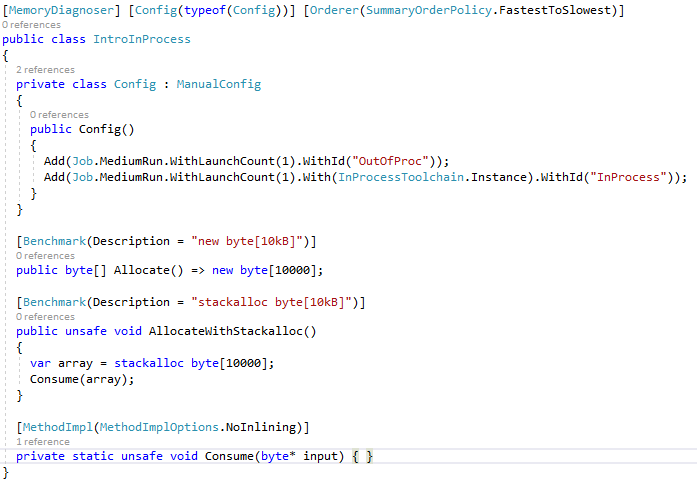 [MemoryDiagnoser] [Config(typeof(Config))] [Orderer(SummaryOrderPolicy.FastestToSlowest)]
0 references
public class IntroInProcess
{
2 references
private class Config : ManualConfig
{
0 references
public Config()
{
Add(Job.MediumRun.WithLaunchCount(1).WithId("OutOfProc"));
Add(Job.MediumRun.WithLaunchCount(1).With(InProcessToolchain.Instance).WithId("InProcess"));
}
}
[Benchmark(Description = "new byte[10kB]")]
0 references
public byte[] Allocate() => new byte[10000];
[Benchmark(Description = "stackalloc byte[10kB]")]
0 references
public unsafe void AllocateWithStackalloc()
{
var array = stackalloc byte[10000];
Consume(array);
}
[MethodImpl(MethodImplOptions.NoInlining)]
1 reference
private static unsafe void Consume(byte* input) { }
}